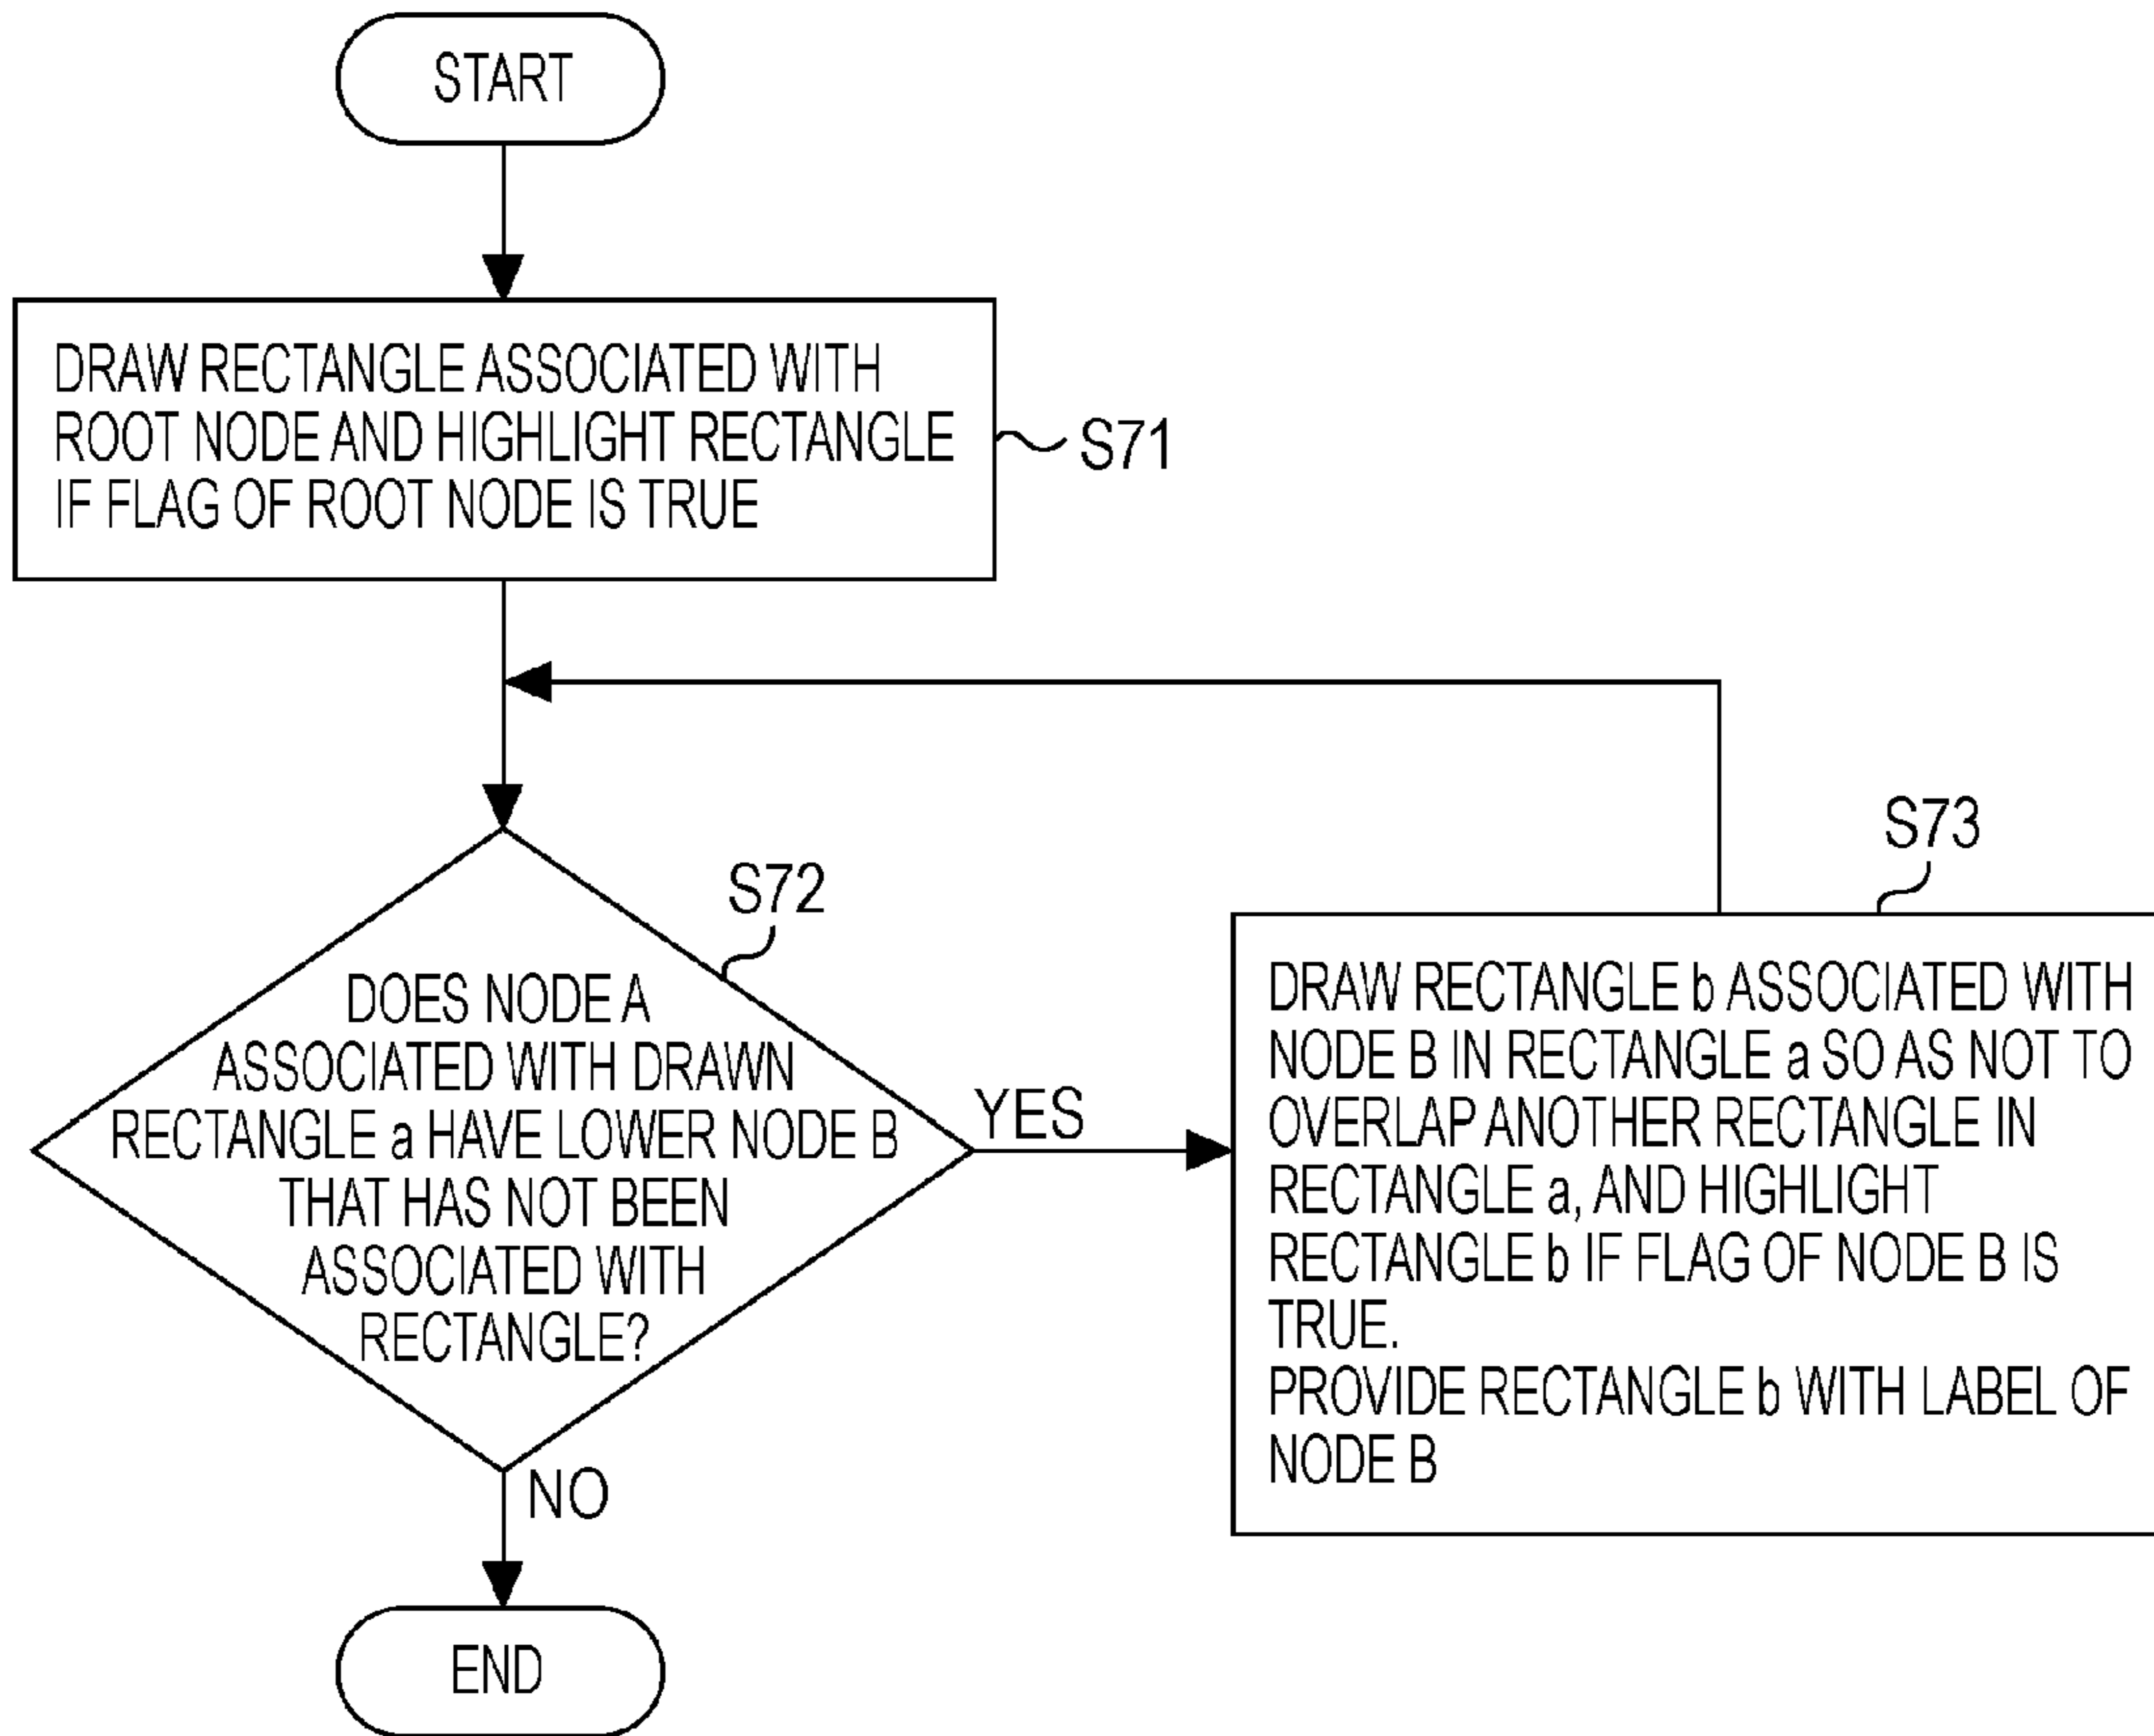 START
DRAW RECTANGLE ASSOCIATED WITH
ROOT NODE AND HIGHLIGHT RECTANGLE
IF FLAG OF ROOT NODE IS TRUE
S71
S72
DOES NODE A
ASSOCIATED WITH DRAWN
RECTANGLE a HAVE LOWER NODE B
THAT HAS NOT BEEN
ASSOCIATED WITH
RECTANGLE?
YES
NO
S73
DRAW RECTANGLE b ASSOCIATED WITH
NODE B IN RECTANGLE a SO AS NOT TO
OVERLAP ANOTHER RECTANGLE IN
RECTANGLE a, AND HIGHLIGHT
RECTANGLE b IF FLAG OF NODE B IS
TRUE.
PROVIDE RECTANGLE b WITH LABEL OF
NODE B
END